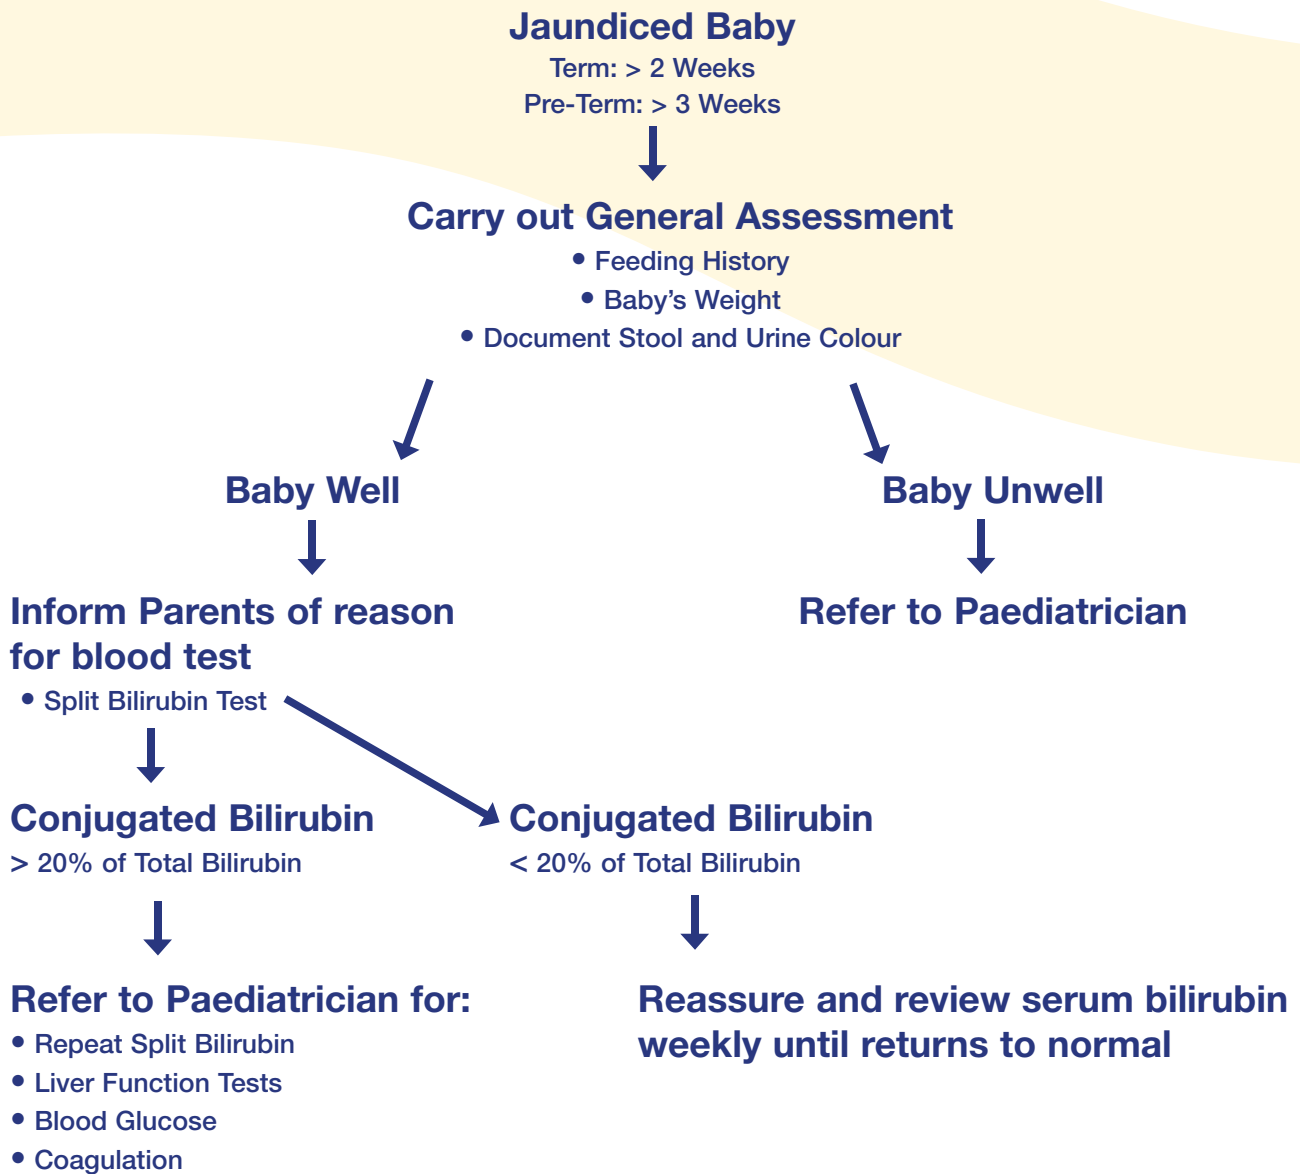 Jaundiced Baby
Term: > 2 Weeks
Pre-Term: > 3 Weeks
Carry out General Assessment
• Feeding History
• Baby’s Weight
• Document Stool and Urine Colour
Baby Well
Baby Unwell
Inform Parents of reason
for blood test
• Split Bilirubin Test
Refer to Paediatrician
Conjugated Bilirubin
> 20% of Total Bilirubin
Conjugated Bilirubin
< 20% of Total Bilirubin
Refer to Paediatrician for:
• Repeat Split Bilirubin
• Liver Function Tests
• Blood Glucose
• Coagulation
Reassure and review serum bilirubin
weekly until returns to normal